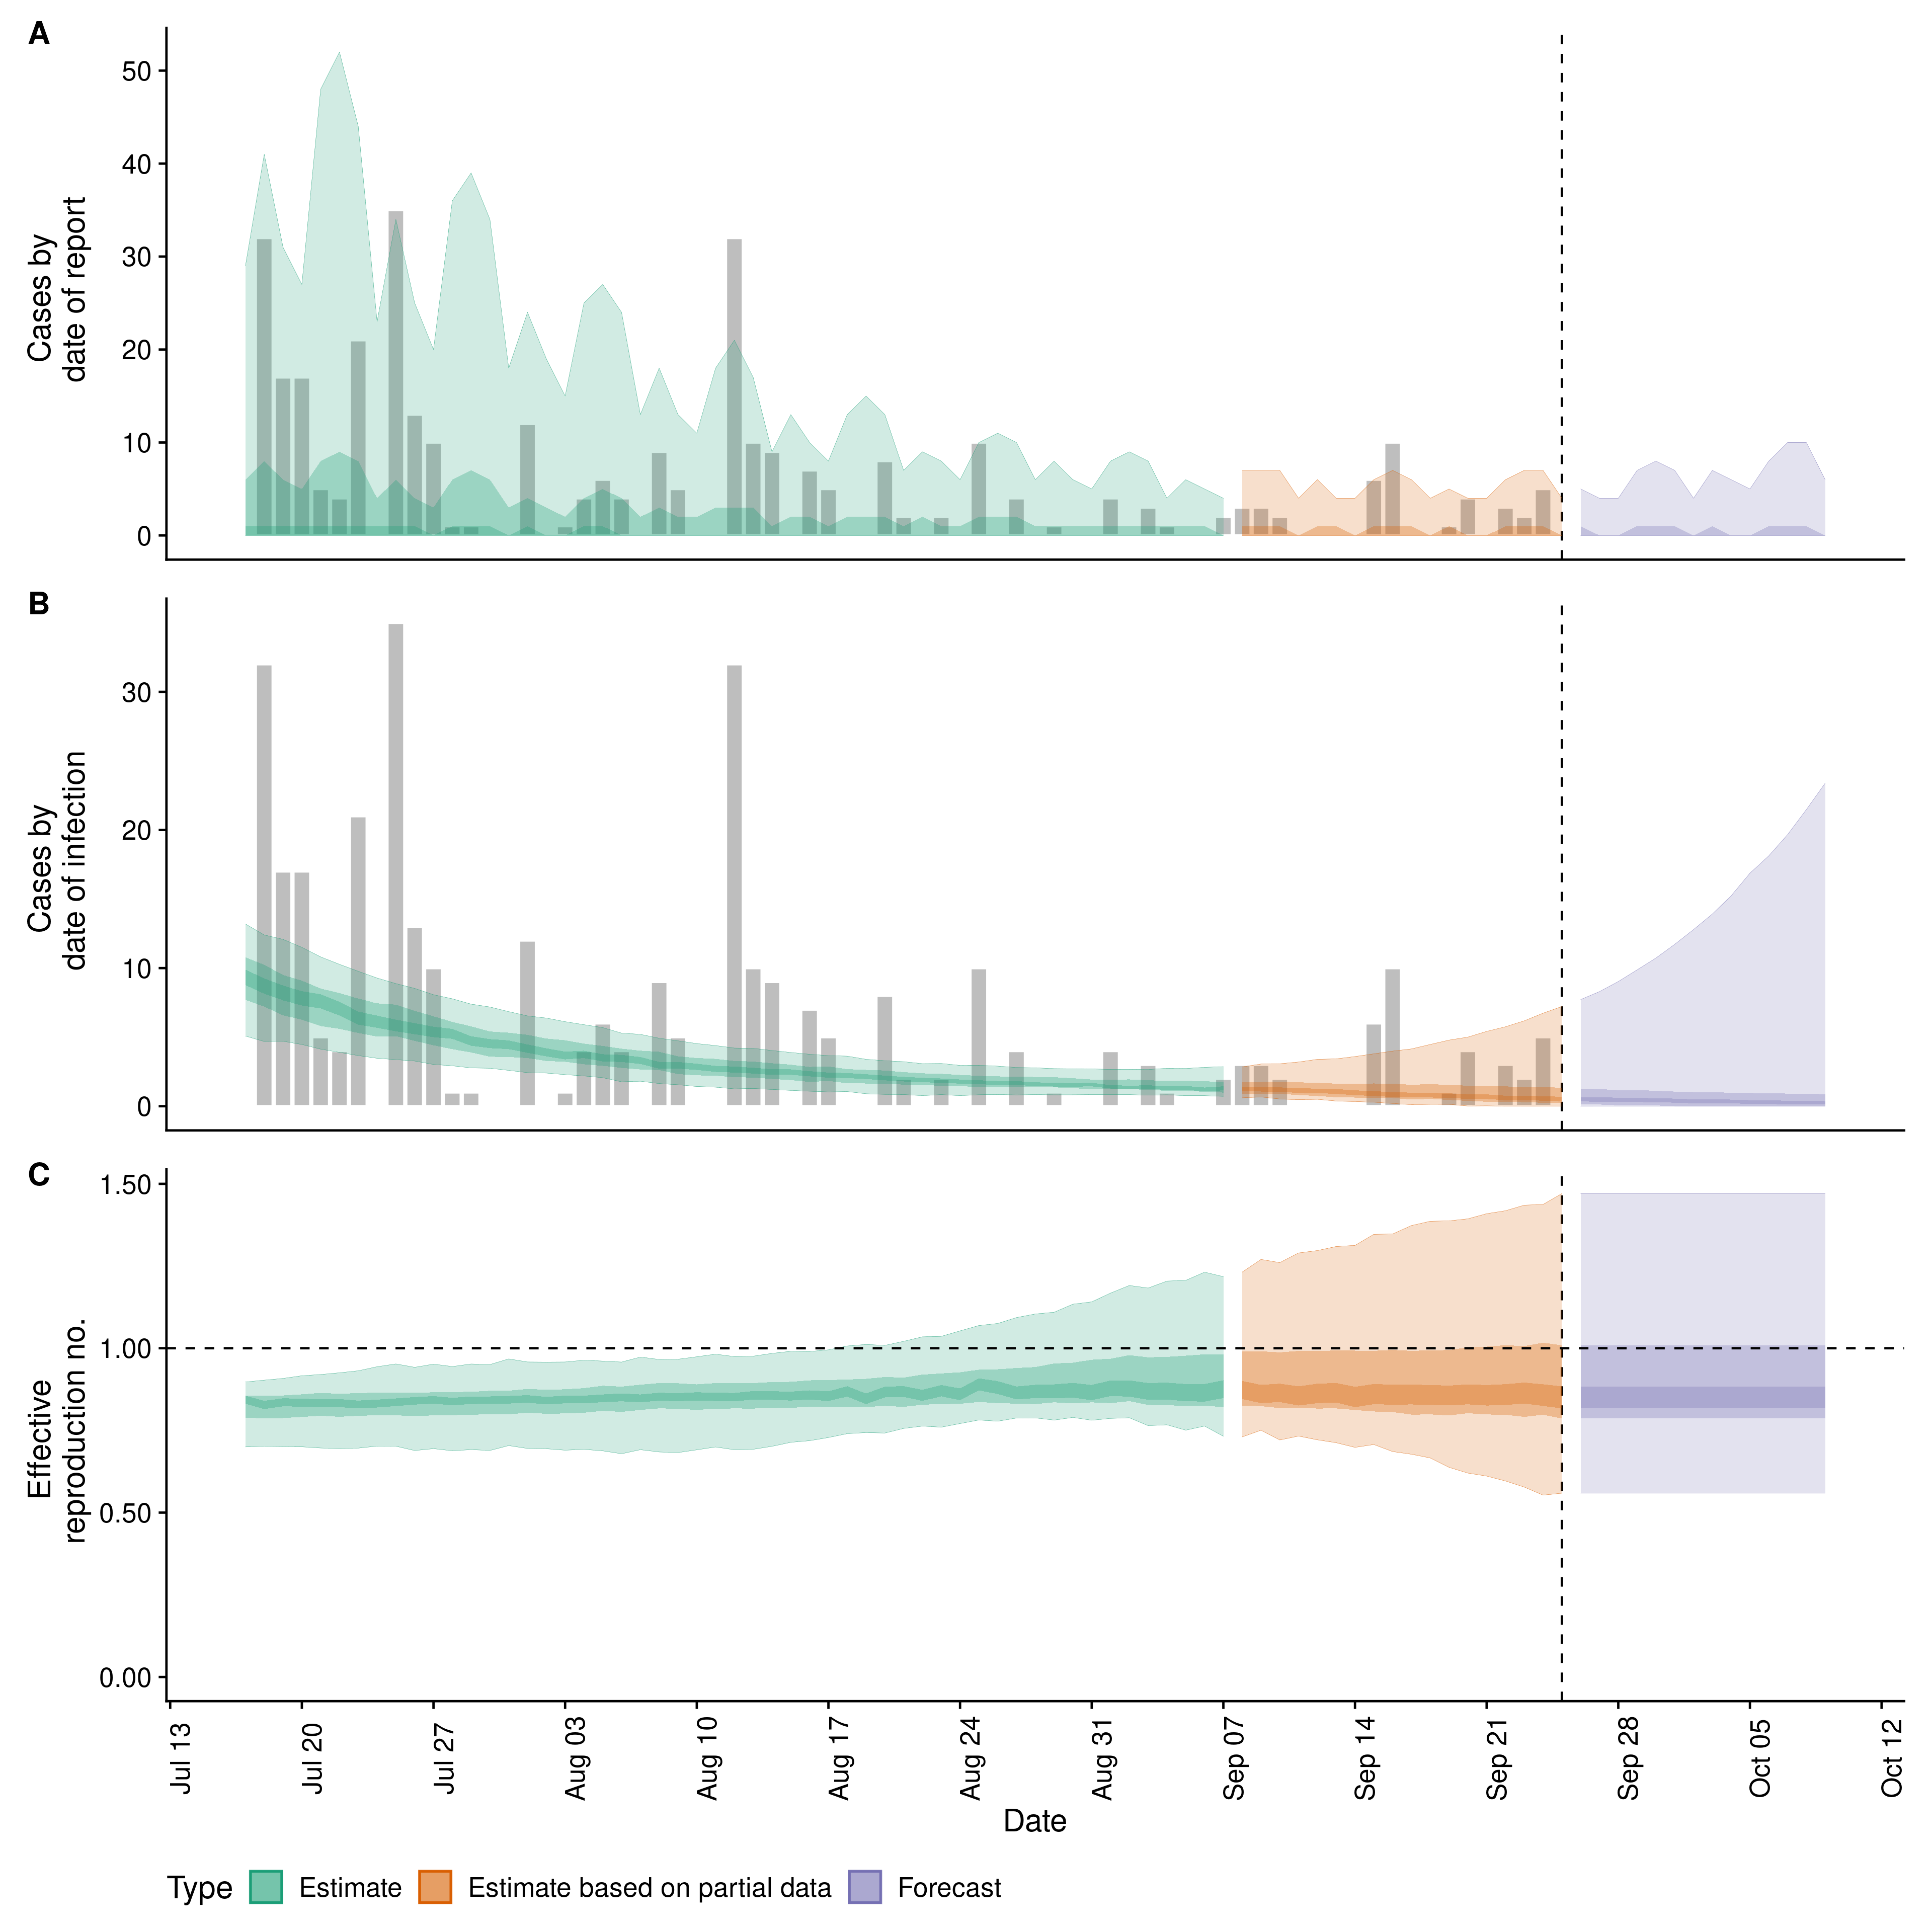 A
50
40
30
20
10
0
Cases by
date of report
B
30
20
10
0
Cases by
date of infection
C
1.50
1.00
0.50
0.00
Effective
reproduction no.
Jul 13
Jul 20
Jul 27
Aug 03
Aug 10
Aug 17
Aug 24
Aug 31
Sep 07
Sep 14
Sep 21
Sep 28
Oct 05
Oct 12
Date
Type Estimate Estimate based on partial data Forecast